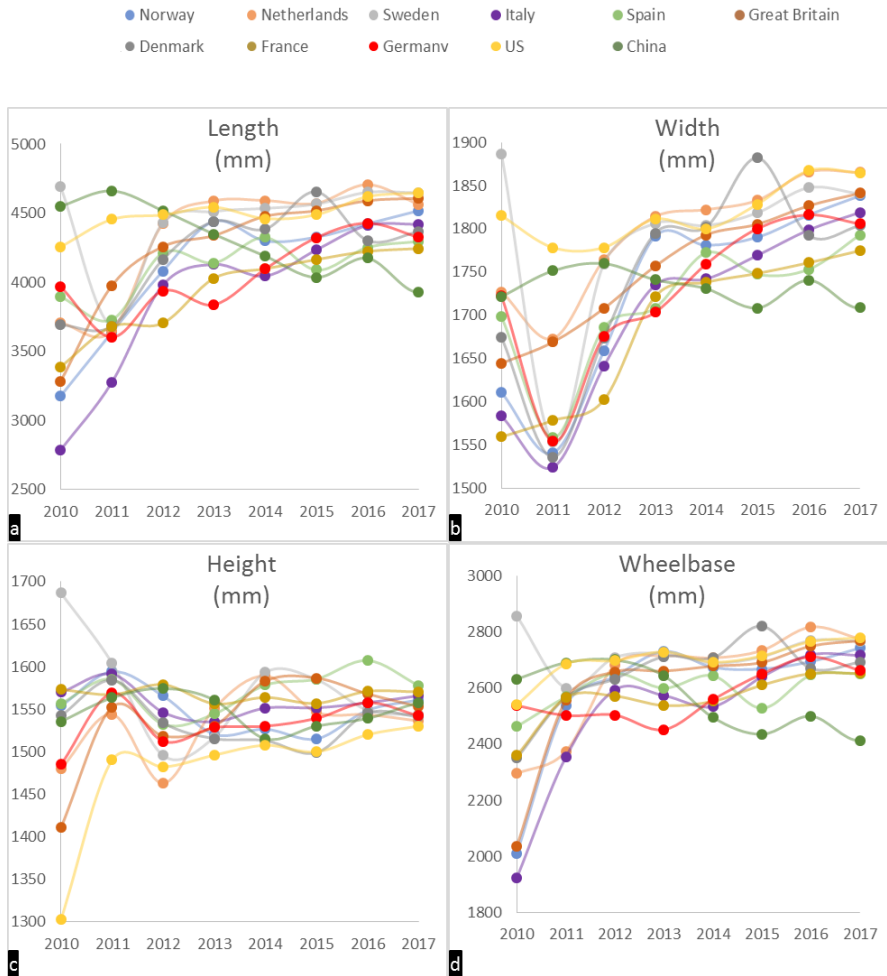 Norway Netherlands Sweden Italy Spain Great Britain
Denmark France Germany US China
Length
(mm)
5000
4500
4000
3500
3000
2500
2010 2011 2012 2013 2014 2015 2016 2017
a
Width
(mm)
1900
1850
1800
1750
1700
1650
1600
1550
1500
2010 2011 2012 2013 2014 2015 2016 2017
b
Height
(mm)
1700
1650
1600
1550
1500
1450
1400
1350
1300
2010 2011 2012 2013 2014 2015 2016 2017
c
Wheelbase
(mm)
3000
2800
2600
2400
2200
2000
1800
2010 2011 2012 2013 2014 2015 2016 2017
d